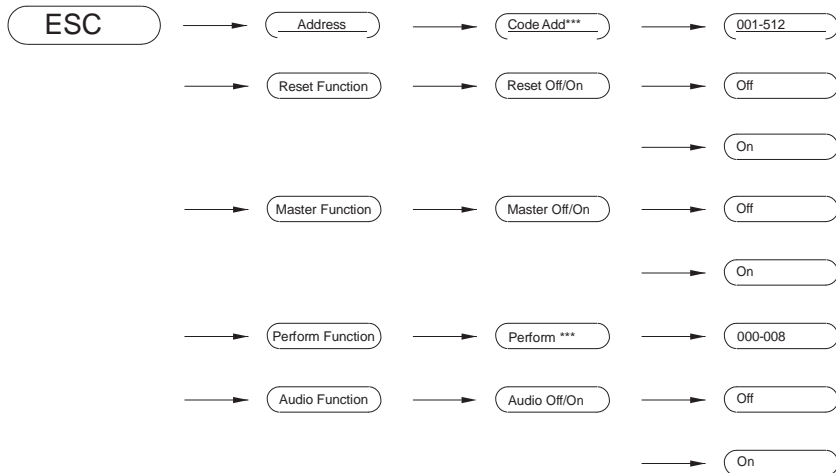 ESC Address Code Add*** 001-512
Reset Function Reset Off/On Off
On
Master Function Master Off/On Off
On
Perform Function Perform *** 000-008
Audio Function Audio Off/On Off
On